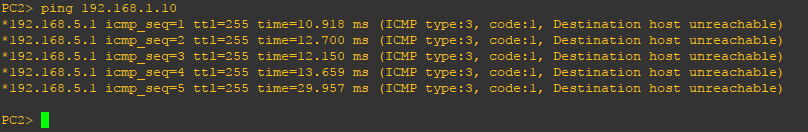 PC2> ping 192.168.1.10
*192.168.5.1 icmp_seq=1 ttl=255 time=10.918 ms (ICMP type:3, code:1, Destination host unreachable)
*192.168.5.1 icmp_seq=2 ttl=255 time=12.700 ms (ICMP type:3, code:1, Destination host unreachable)
*192.168.5.1 icmp_seq=3 ttl=255 time=12.150 ms (ICMP type:3, code:1, Destination host unreachable)
*192.168.5.1 icmp_seq=4 ttl=255 time=13.659 ms (ICMP type:3, code:1, Destination host unreachable)
*192.168.5.1 icmp_seq=5 ttl=255 time=29.957 ms (ICMP type:3, code:1, Destination host unreachable)
PC2>